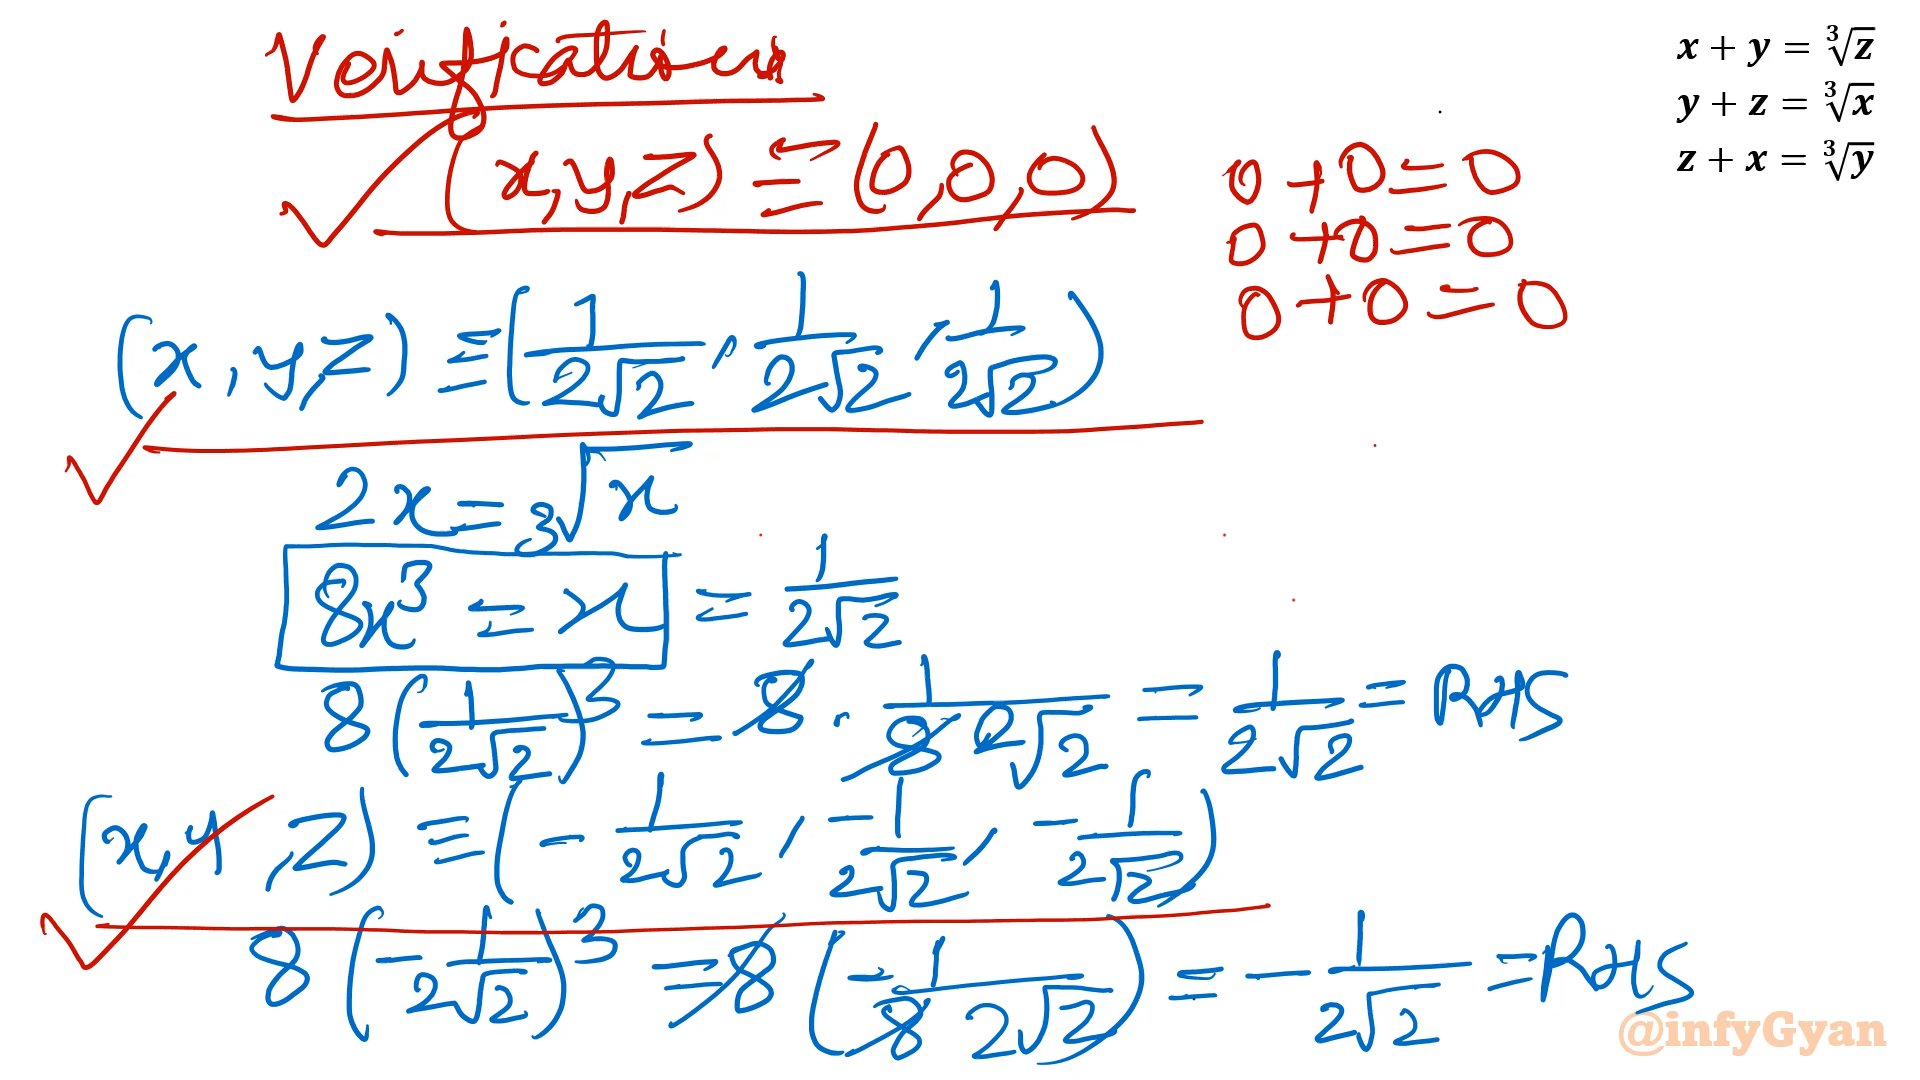 Verification
x + y = ∛z
y + z = ∛x
z + x = ∛y
(x,y,z) ≡ (0,0,0)
0+0=0
0+0=0
0+0=0
(x,y,z) ≡ (1/2√2, 1/2√2, 1/2√2)
2x = ∛x
8x³ = x = 1/2√2
8(1/2√2)³ = 8 · 1/8 2√2 = 1/2√2 = RHS
(x,y,z) ≡ (-1/2√2, -1/2√2, -1/2√2)
8(-1/2√2)³ = 8(-1/8 2√2) = -1/2√2 = RHS
@infyGyan